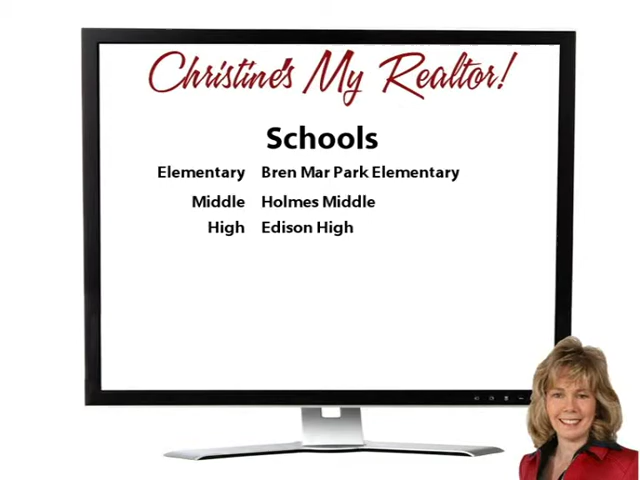 Christine's My Realtor!
Schools
Elementary Bren Mar Park Elementary
Middle Holmes Middle
High Edison High